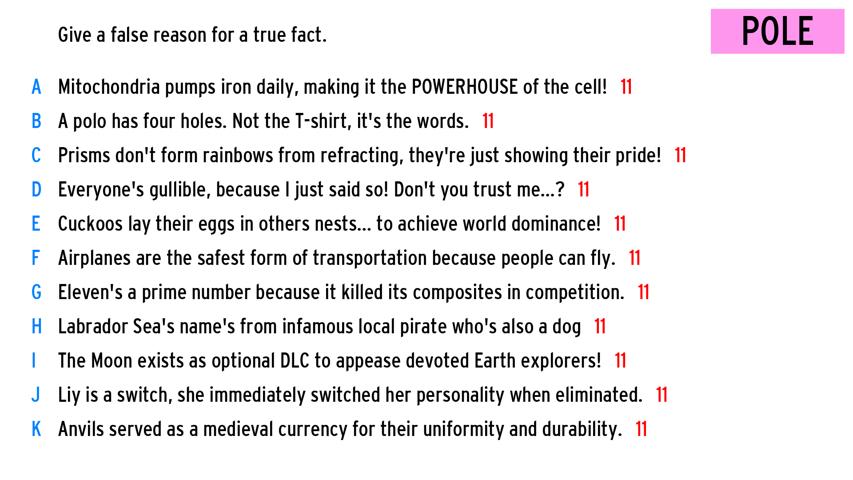 Give a false reason for a true fact.
POLE
A Mitochondria pumps iron daily, making it the POWERHOUSE of the cell! 11
B A polo has four holes. Not the T-shirt, it's the words. 11
C Prisms don't form rainbows from refracting, they're just showing their pride! 11
D Everyone's gullible, because I just said so! Don't you trust me...? 11
E Cuckoos lay their eggs in others nests... to achieve world dominance! 11
F Airplanes are the safest form of transportation because people can fly. 11
G Eleven's a prime number because it killed its composites in competition. 11
H Labrador Sea's name's from infamous local pirate who's also a dog 11
I The Moon exists as optional DLC to appease devoted Earth explorers! 11
J Liy is a switch, she immediately switched her personality when eliminated. 11
K Anvils served as a medieval currency for their uniformity and durability. 11